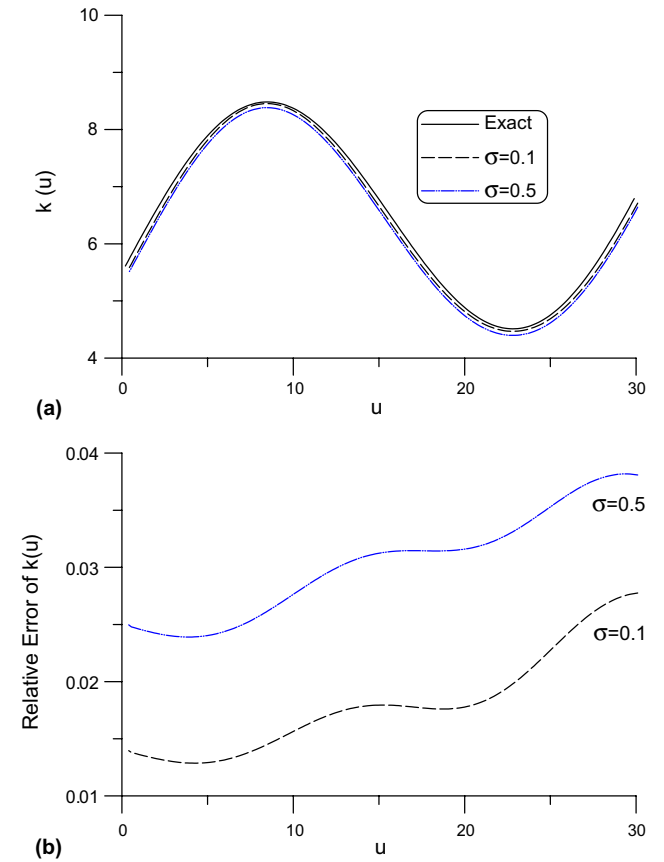 10
8
6
4
k (u)
Exact
σ=0.1
σ=0.5
0
10
20
30
u
(a)
0.04
0.03
0.02
0.01
Relative Error of k(u)
σ=0.5
σ=0.1
0
10
20
30
u
(b)